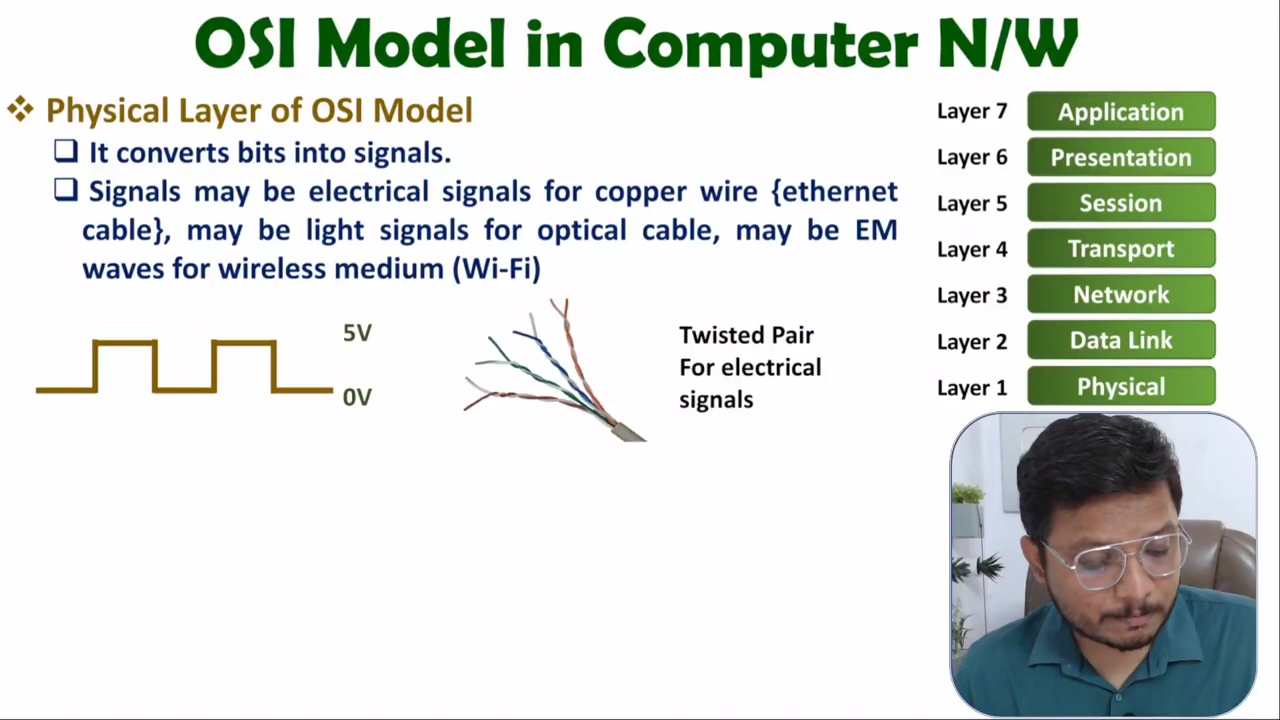 OSI Model in Computer N/W
Physical Layer of OSI Model
It converts bits into signals.
Signals may be electrical signals for copper wire {ethernet
cable}, may be light signals for optical cable, may be EM
waves for wireless medium (Wi-Fi)
5V
0V
Twisted Pair
For electrical
signals
Layer 7 Application
Layer 6 Presentation
Layer 5 Session
Layer 4 Transport
Layer 3 Network
Layer 2 Data Link
Layer 1 Physical